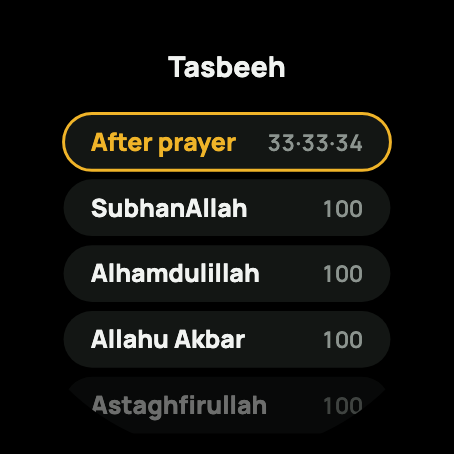 Tasbeeh
After prayer 33·33·34
SubhanAllah 100
Alhamdulillah 100
Allahu Akbar 100
Astaghfirullah 100